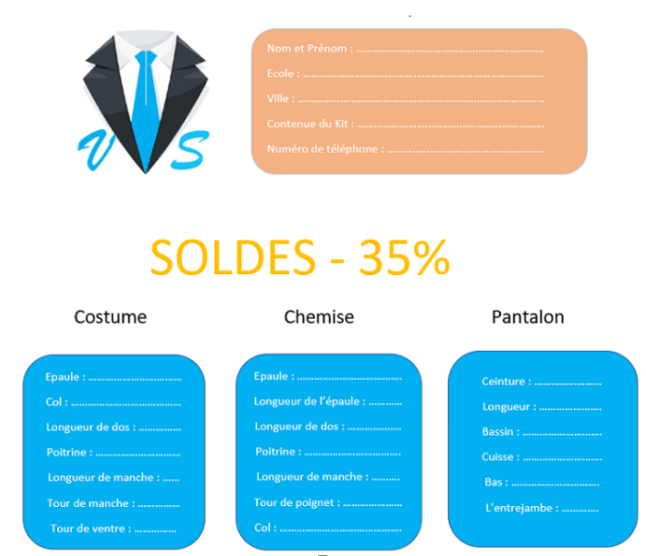 V S
Nom et Prénom : ................................................................
Ecole : ................................................................................
Ville : ..................................................................................
Contenue du Kit : ................................................................
Numéro de téléphone : .....................................................
SOLDES - 35%
Costume
Epaule : ................................
Col : ......................................
Longueur de dos : ..............
Poitrine : .............................
Longueur de manche : ......
Tour de manche : ...............
Tour de ventre : ...............
Chemise
Epaule : ....................................
Longueur de l'épaule : ............
Longueur de dos : ...................
Poitrine : .................................
Longueur de manche : ..........
Tour de poignet : ....................
Col : ..........................................
Pantalon
Ceinture : ........................
Longueur : ......................
Bassin : ............................
Cuisse : ............................
Bas : ...............................
L'entrejambe : .............